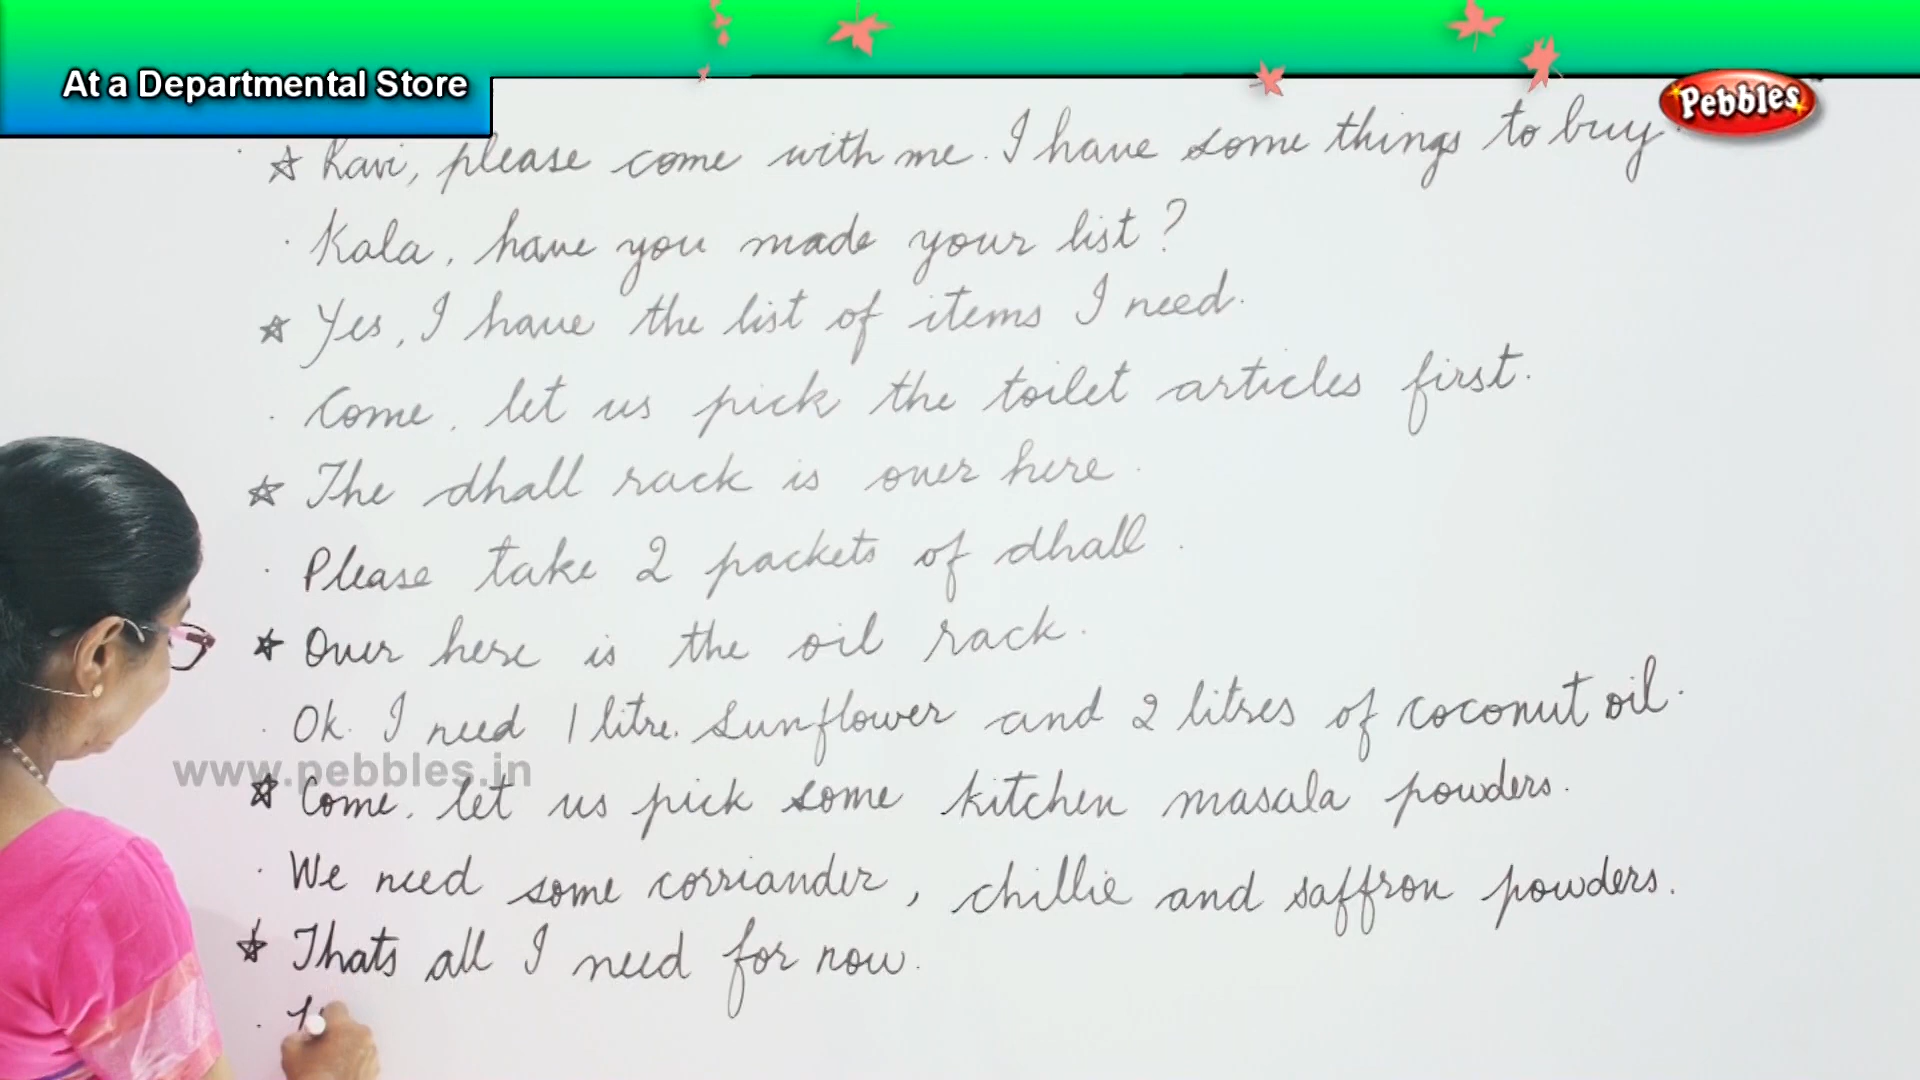 At a Departmental Store
Pebbles
☆ Ravi, please come with me. I have some things to buy.
· Kala, have you made your list?
☆ Yes, I have the list of items I need.
· Come, let us pick the toilet articles first.
☆ The dhall rack is over here.
· Please take 2 packets of dhall.
☆ Over here is the oil rack.
· Ok. I need 1 litre. Sunflower and 2 litres of coconut oil.
www.pebbles.in
☆ Come, let us pick some kitchen masala powders.
· We need some corriander, chillie and saffron powders.
☆ Thats all I need for now.